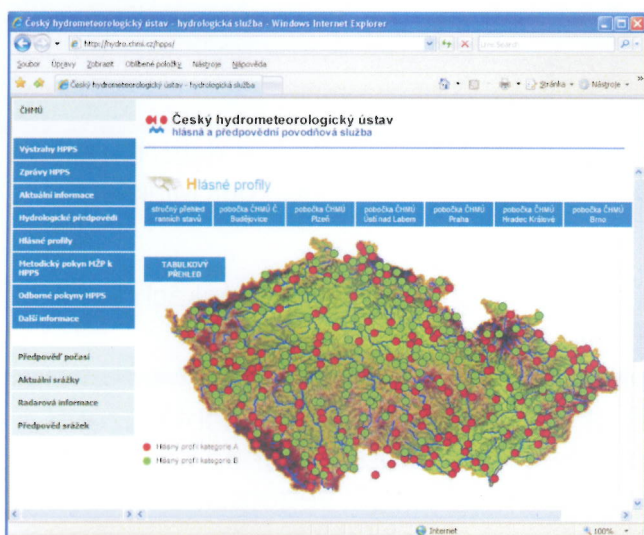 Český hydrometeorologický ústav - hydrologická služba - Windows Internet Explorer
http://hydro.chmi.cz/hpps/
Soubor Úpravy Zobrazit Oblíbené položky Nástroje Nápověda
Český hydrometeorologický ústav - hydrologická služba
Stránka Nástroje
ČHMÚ
Český hydrometeorologický ústav
hlásná a předpovědní povodňová služba
Výstrahy HPPS
Zprávy HPPS
Aktuální informace
Hydrologické předpovědi
Hlásné profily
Metodický pokyn MŽP k
HPPS
Odborné pokyny HPPS
Další informace
Předpověď počasí
Aktuální srážky
Radarová informace
Předpověd srážek
Hlásné profily
stručný přehled
ranních stavů
pobočka ČHMÚ Č.
Budějovice
pobočka ČHMÚ
Plzeň
pobočka ČHMÚ
Ústí nad Labem
pobočka ČHMÚ
Praha
pobočka ČHMÚ
Hradec Králové
pobočka ČHMÚ
Brno
TABULKOVÝ
PŘEHLED
Hlásný profil kategorie A
Hlásný profil kategorie B
Internet
100%